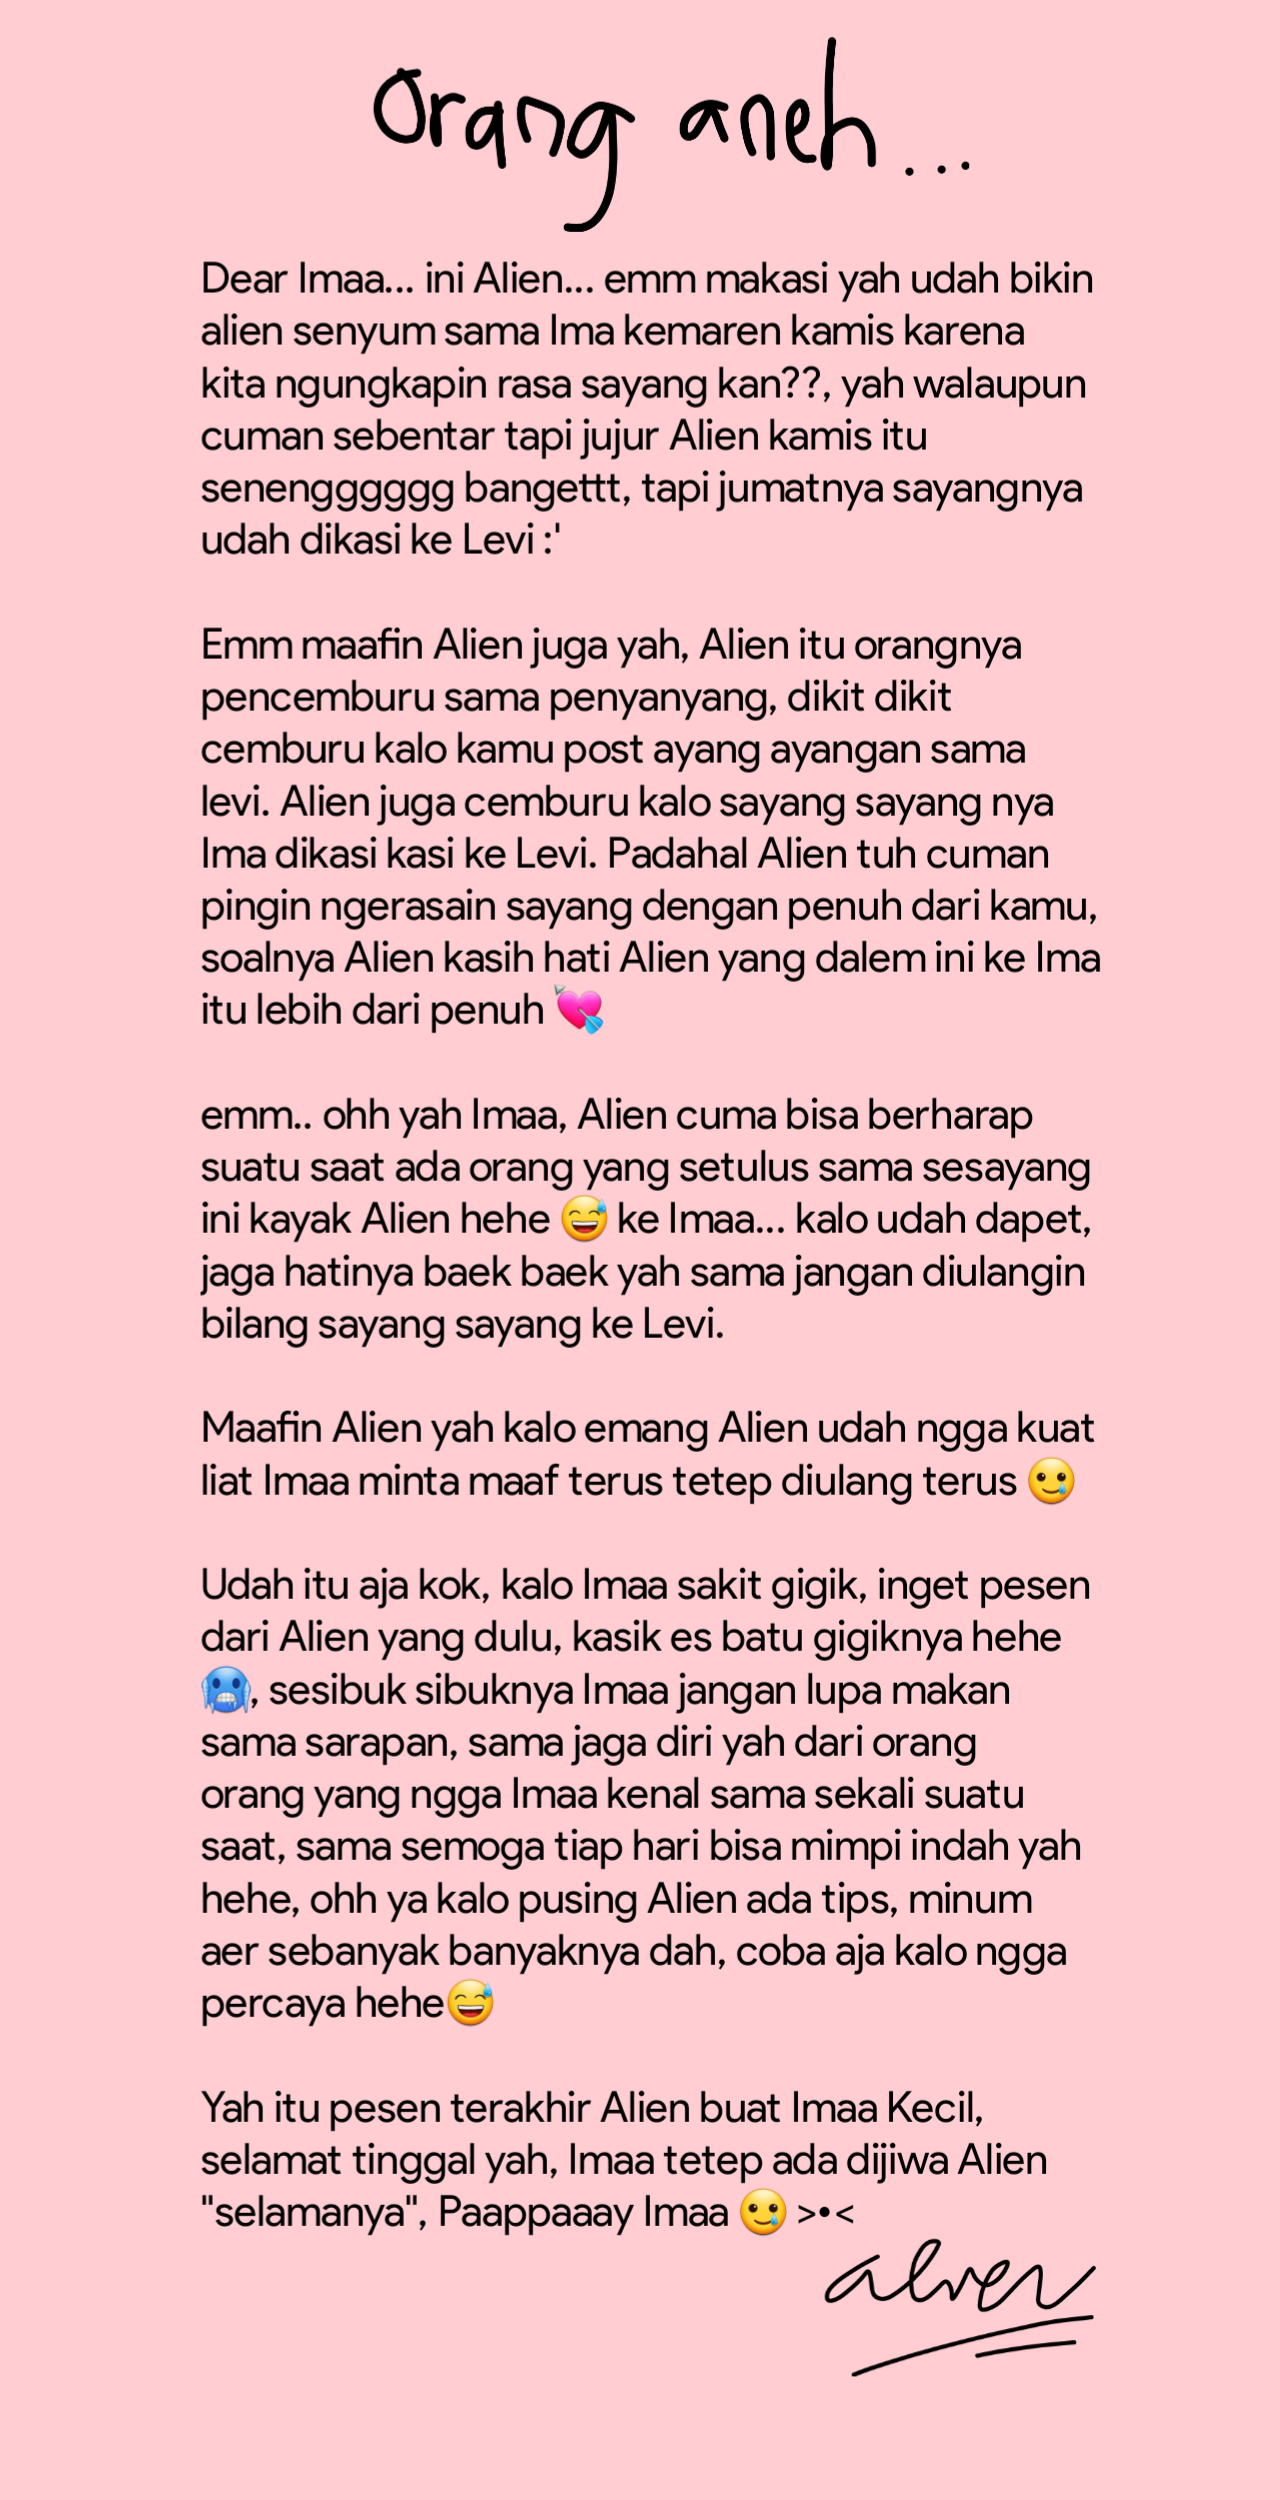 Orang aneh...
Dear Imaa... ini Alien... emm makasi yah udah bikin
alien senyum sama Ima kemaren kamis karena
kita ngungkapin rasa sayang kan??, yah walaupun
cuman sebentar tapi jujur Alien kamis itu
senengggggg bangettt, tapi jumatnya sayangnya
udah dikasi ke Levi :'
Emm maafin Alien juga yah, Alien itu orangnya
pencemburu sama penyanyang, dikit dikit
cemburu kalo kamu post ayang ayangan sama
levi. Alien juga cemburu kalo sayang sayang nya
Ima dikasi kasi ke Levi. Padahal Alien tuh cuman
pingin ngerasain sayang dengan penuh dari kamu,
soalnya Alien kasih hati Alien yang dalem ini ke Ima
itu lebih dari penuh 💘
emm.. ohh yah Imaa, Alien cuma bisa berharap
suatu saat ada orang yang setulus sama sesayang
ini kayak Alien hehe 😅 ke Imaa... kalo udah dapet,
jaga hatinya baek baek yah sama jangan diulangin
bilang sayang sayang ke Levi.
Maafin Alien yah kalo emang Alien udah ngga kuat
liat Imaa minta maaf terus tetep diulang terus 🥲
Udah itu aja kok, kalo Imaa sakit gigik, inget pesen
dari Alien yang dulu, kasik es batu gigiknya hehe
🥶, sesibuk sibuknya Imaa jangan lupa makan
sama sarapan, sama jaga diri yah dari orang
orang yang ngga Imaa kenal sama sekali suatu
saat, sama semoga tiap hari bisa mimpi indah yah
hehe, ohh ya kalo pusing Alien ada tips, minum
aer sebanyak banyaknya dah, coba aja kalo ngga
percaya hehe😅
Yah itu pesen terakhir Alien buat Imaa Kecil,
selamat tinggal yah, Imaa tetep ada dijiwa Alien
"selamanya", Paappaaay Imaa 🥲 >•<
alien